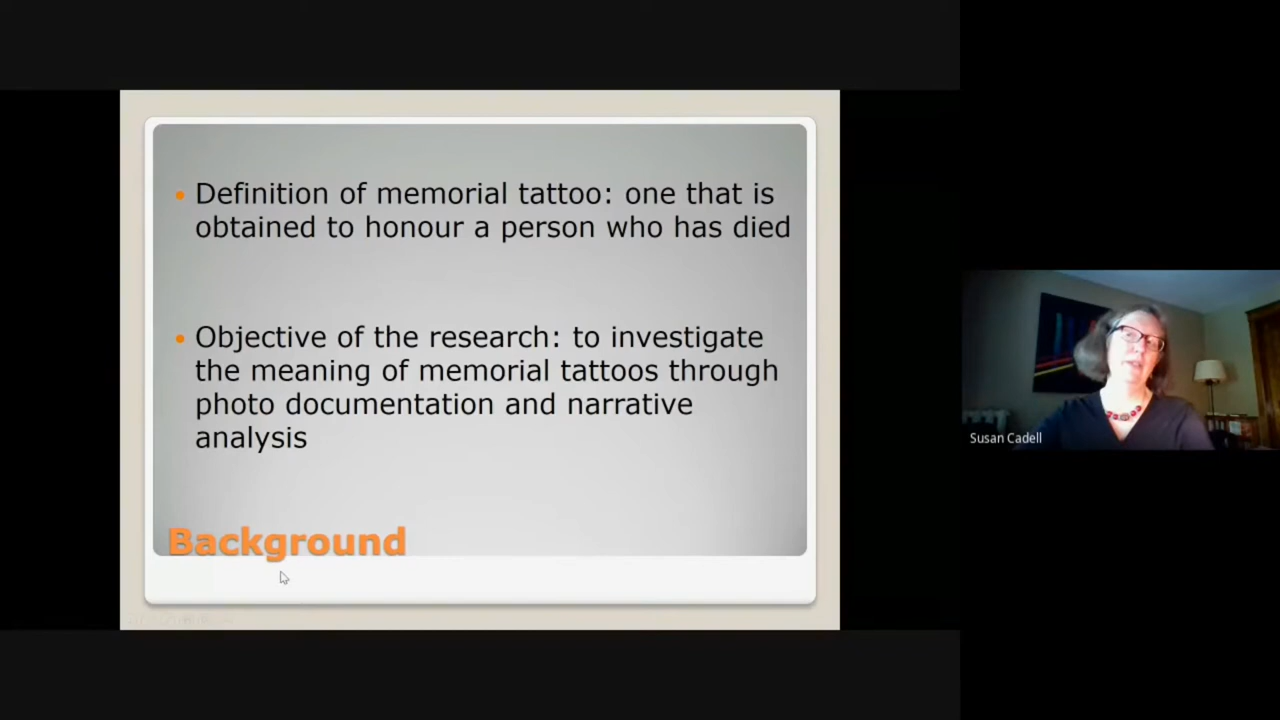 Definition of memorial tattoo: one that is
obtained to honour a person who has died
Objective of the research: to investigate
the meaning of memorial tattoos through
photo documentation and narrative
analysis
Background
Susan Cadell